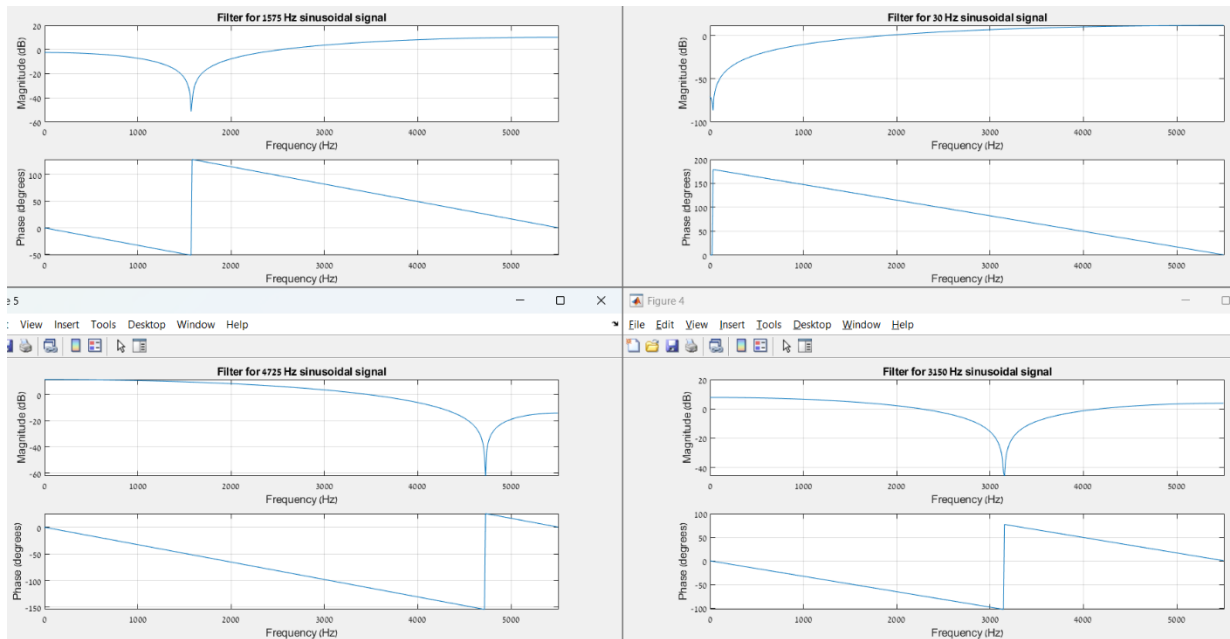 Filter for 1575 Hz sinusoidal signal
Magnitude (dB)
20
0
-20
-40
-60
0 1000 2000 3000 4000 5000
Frequency (Hz)
Phase (degrees)
100
50
0
-50
0 1000 2000 3000 4000 5000
Frequency (Hz)
Filter for 30 Hz sinusoidal signal
Magnitude (dB)
0
-50
-100
0 1000 2000 3000 4000 5000
Frequency (Hz)
Phase (degrees)
200
150
100
50
0
0 1000 2000 3000 4000 5000
Frequency (Hz)
e 5
View Insert Tools Desktop Window Help
Filter for 4725 Hz sinusoidal signal
Magnitude (dB)
0
-20
-40
-60
0 1000 2000 3000 4000 5000
Frequency (Hz)
Phase (degrees)
0
-50
-100
-150
0 1000 2000 3000 4000 5000
Frequency (Hz)
Figure 4
File Edit View Insert Tools Desktop Window Help
Filter for 3150 Hz sinusoidal signal
Magnitude (dB)
20
0
-20
-40
0 1000 2000 3000 4000 5000
Frequency (Hz)
Phase (degrees)
100
50
0
-50
-100
0 1000 2000 3000 4000 5000
Frequency (Hz)